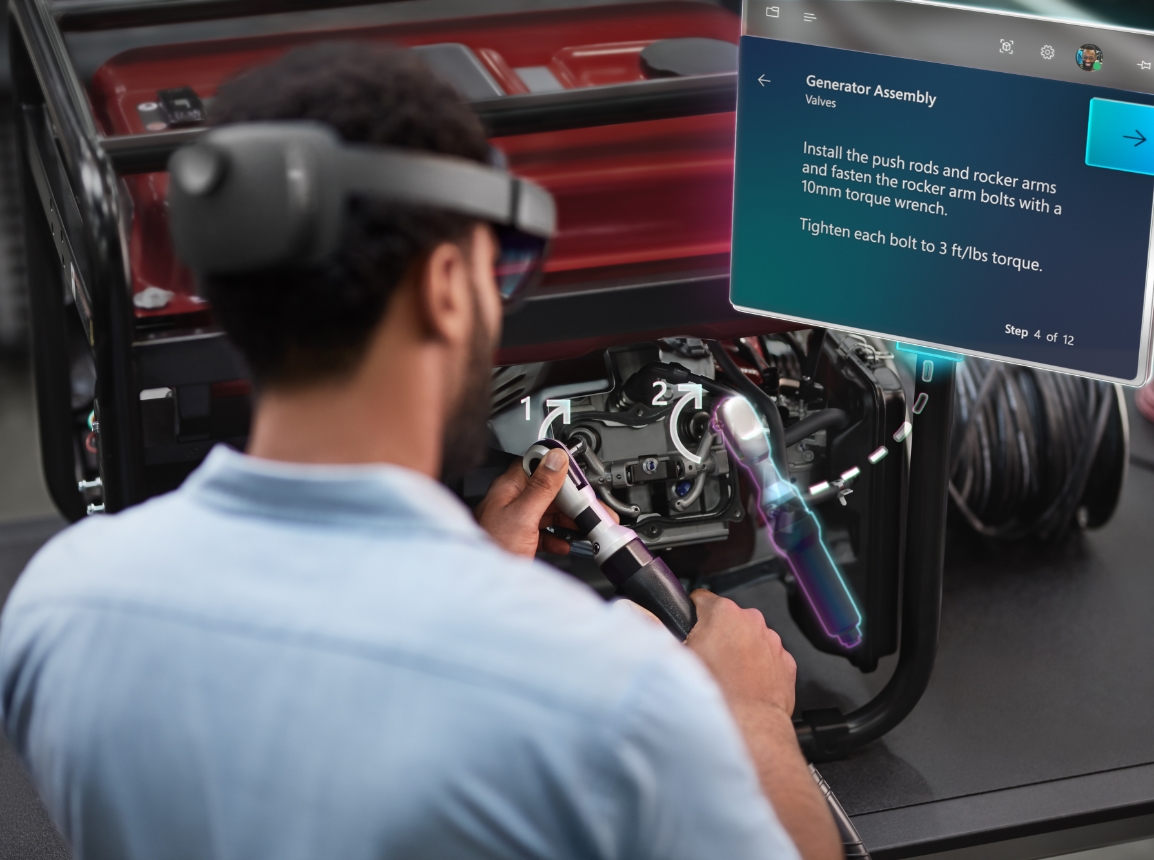 Generator Assembly
Valves
Install the push rods and rocker arms
and fasten the rocker arm bolts with a
10mm torque wrench.
Tighten each bolt to 3 ft/lbs torque.
Step 4 of 12
1
2